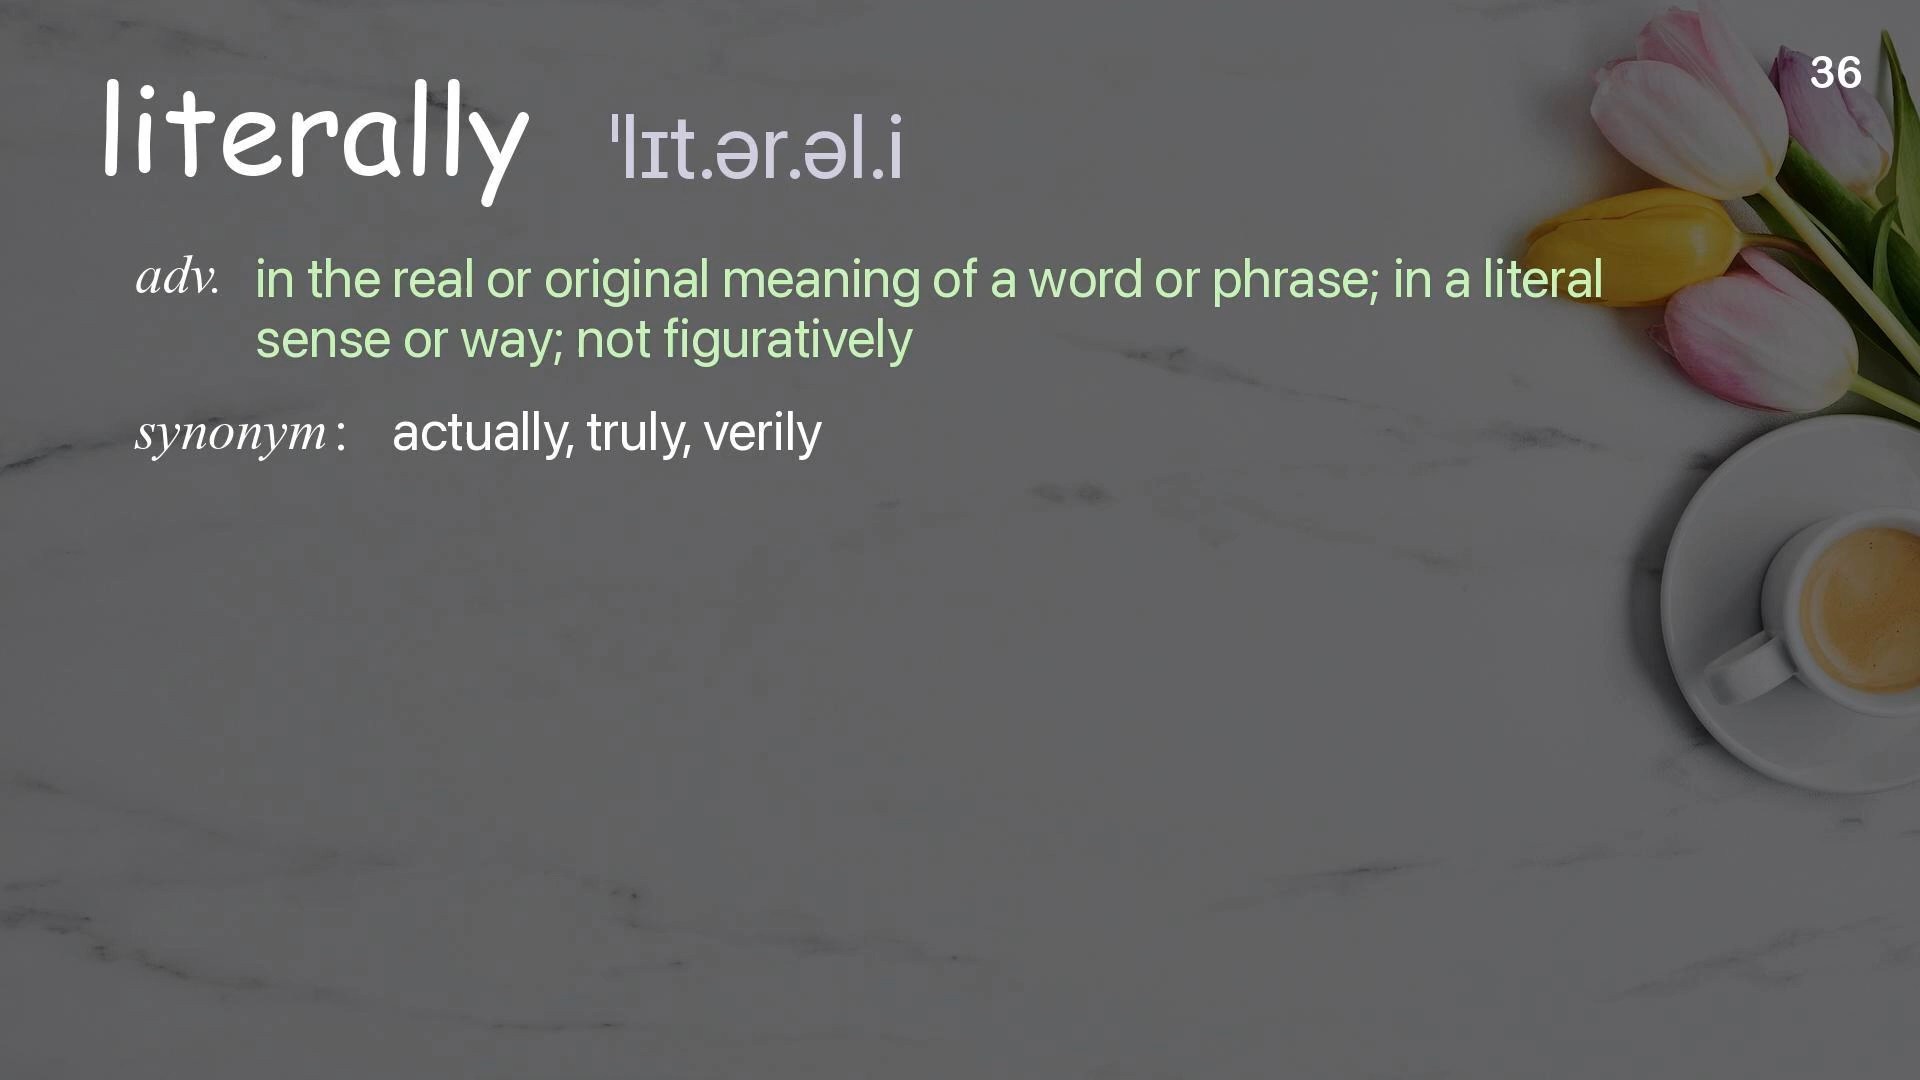 36
literally ˈlɪt.ər.əl.i
adv. in the real or original meaning of a word or phrase; in a literal
sense or way; not figuratively
synonym: actually, truly, verily